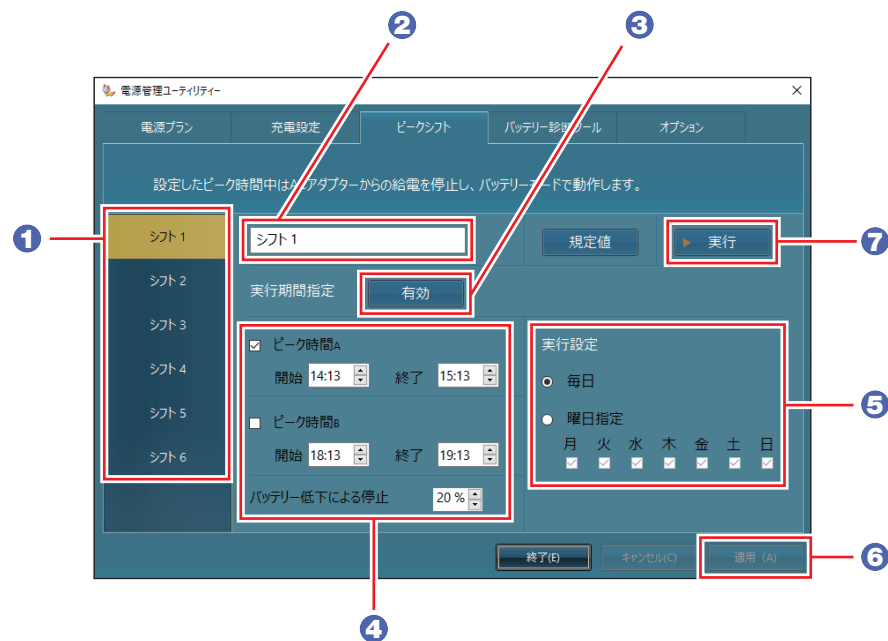 2
3
電源管理ユーティリティー
電源プラン 充電設定 ピークシフト バッテリー診断ツール オプション
設定したピーク時間中はACアダプターからの給電を停止し、バッテリーモードで動作します。
1
シフト 1
シフト 2
シフト 3
シフト 4
シフト 5
シフト 6
シフト 1
規定値
実行
7
実行期間指定 有効
ピーク時間A
開始 14:13 終了 15:13
ピーク時間B
開始 18:13 終了 19:13
バッテリー低下による停止 20 %
実行設定
毎日
曜日指定
月 火 水 木 金 土 日
5
終了(E) キャンセル(C) 適用 (A)
6
4